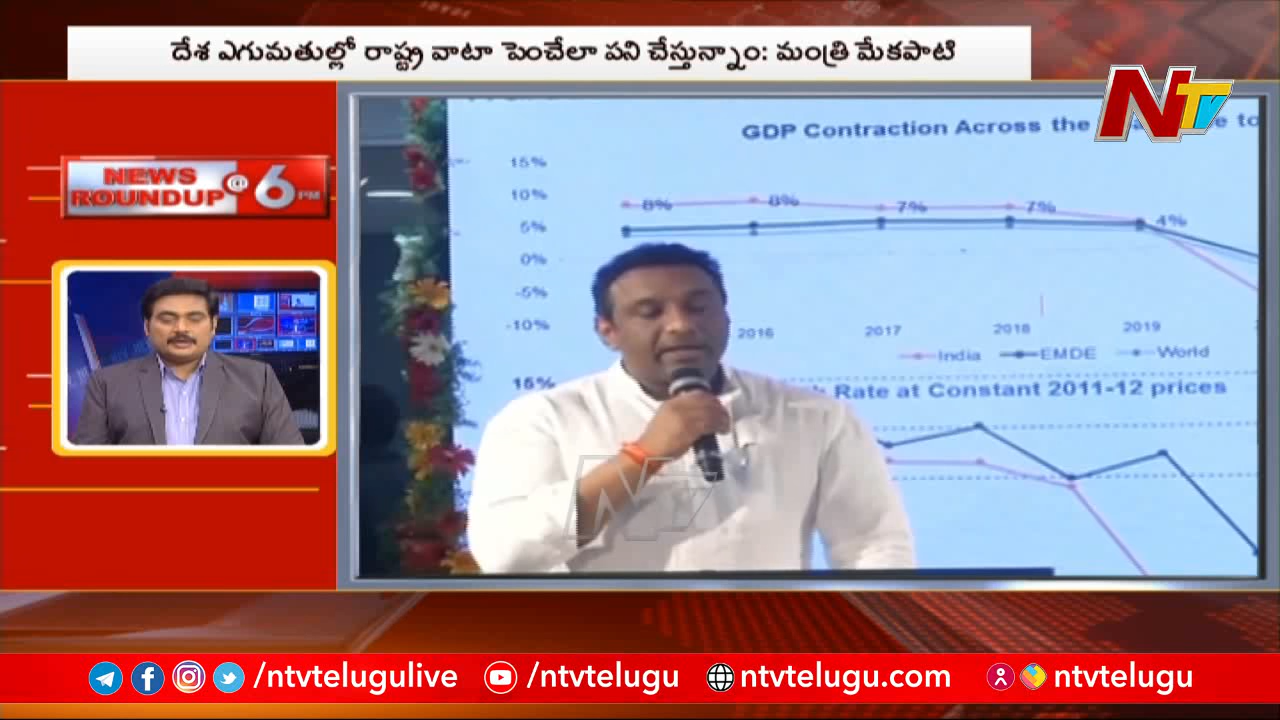 దేశ ఎగుమతుల్లో రాష్ట్ర వాటా పెంచేలా పని చేస్తున్నాం: మంత్రి మేకపాటి
NTV
NEWS
ROUNDUP @ 6 PM
GDP Contraction Across the
15%
10%
5%
0%
-5%
-10%
8% 8% 7% 7% 4%
2016 2017 2018 2019
India EMDE World
15%
Rate at Constant 2011-12 prices
NTV
/ntvtelugulive /ntvtelugu ntvtelugu.com ntvtelugu